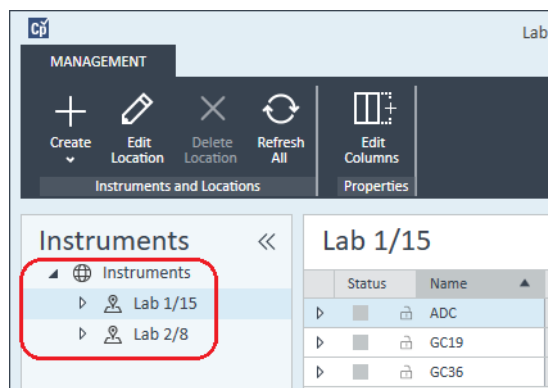 Lab
MANAGEMENT
Create
Edit
Location
Delete
Location
Refresh
All
Edit
Columns
Instruments and Locations
Properties
Instruments
Instruments
Lab 1/15
Lab 2/8
Lab 1/15
Status
Name
ADC
GC19
GC36